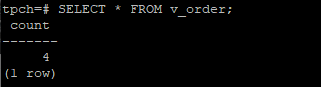 tpch=# SELECT * FROM v_order;
 count
-------
     4
(1 row)